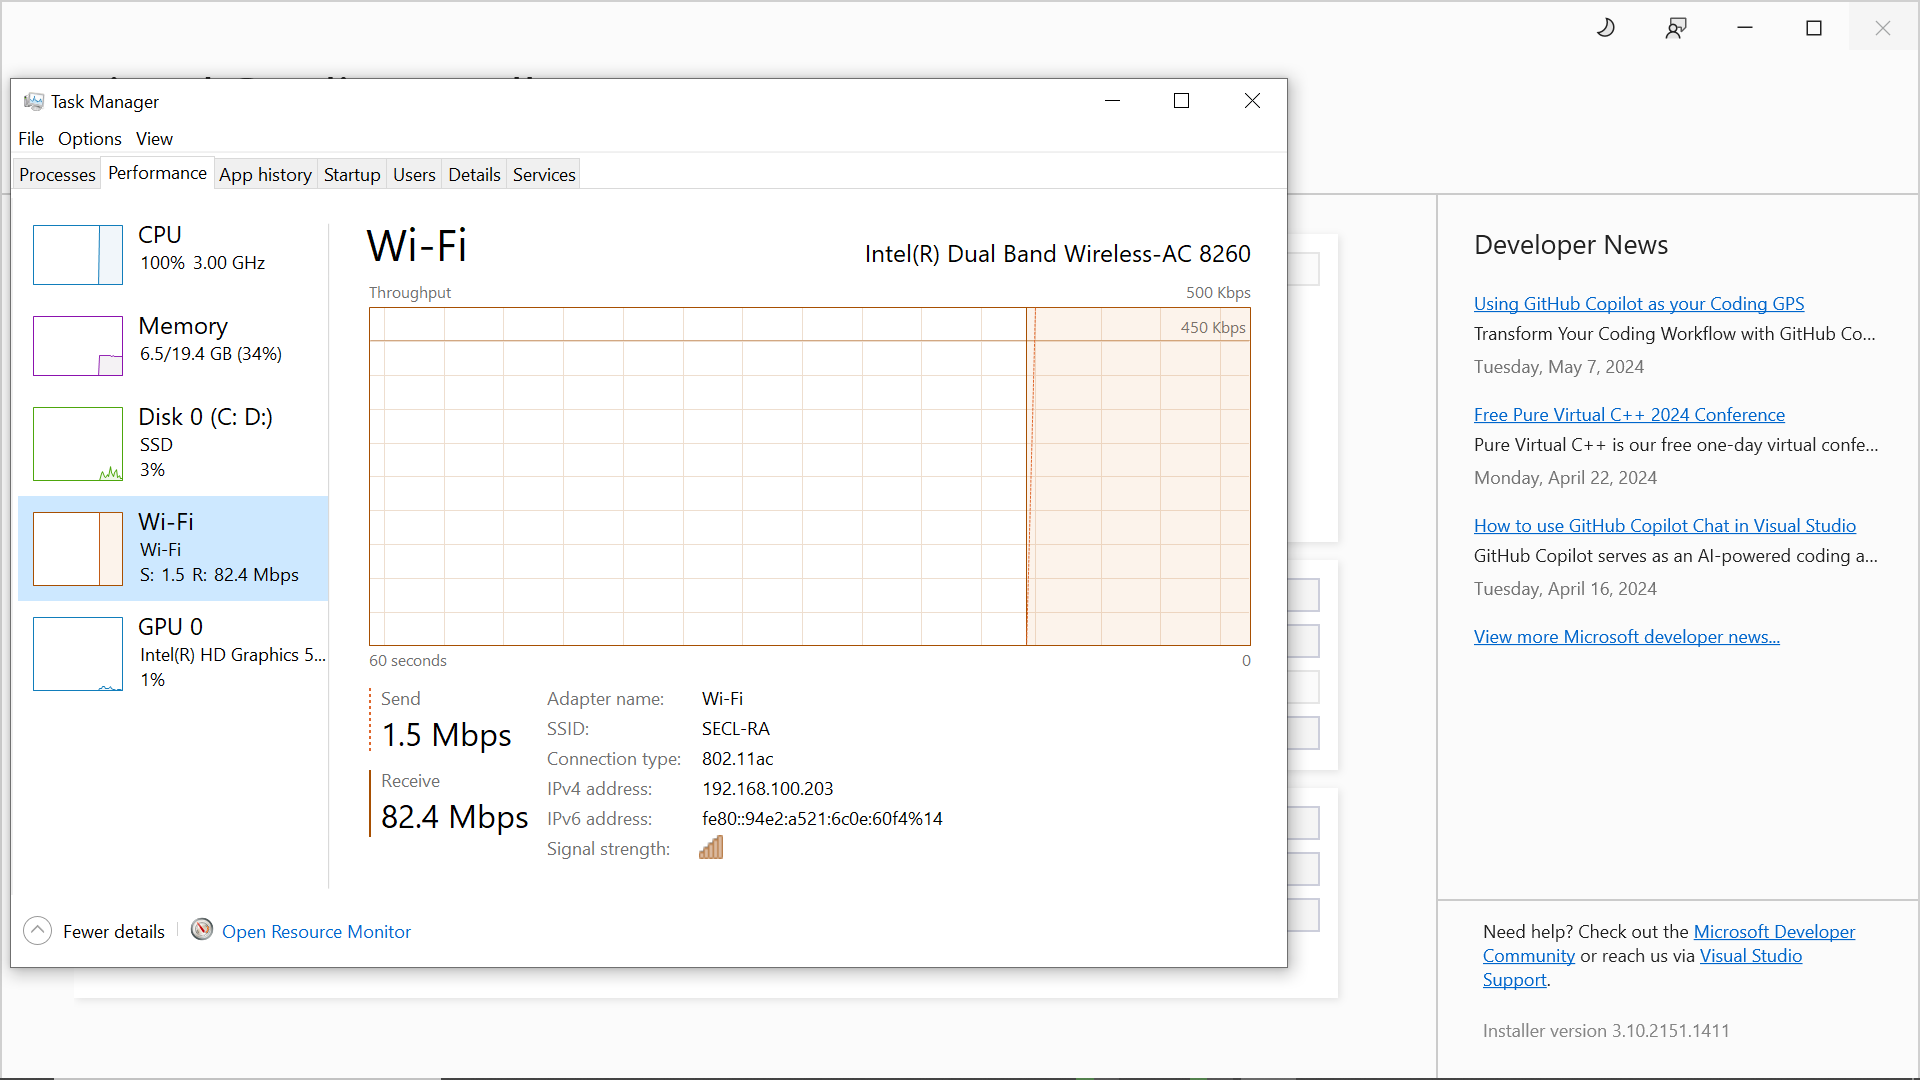 Task Manager
File Options View
Processes Performance App history Startup Users Details Services
CPU
100% 3.00 GHz
Memory
6.5/19.4 GB (34%)
Disk 0 (C: D:)
SSD
3%
Wi-Fi
Wi-Fi
S: 1.5 R: 82.4 Mbps
GPU 0
Intel(R) HD Graphics 5...
1%
Wi-Fi
Intel(R) Dual Band Wireless-AC 8260
Throughput
500 Kbps
450 Kbps
60 seconds
0
Send
1.5 Mbps
Receive
82.4 Mbps
Adapter name: Wi-Fi
SSID: SECL-RA
Connection type: 802.11ac
IPv4 address: 192.168.100.203
IPv6 address: fe80::94e2:a521:6c0e:60f4%14
Signal strength:
Fewer details
Open Resource Monitor
Developer News
Using GitHub Copilot as your Coding GPS
Transform Your Coding Workflow with GitHub Co...
Tuesday, May 7, 2024
Free Pure Virtual C++ 2024 Conference
Pure Virtual C++ is our free one-day virtual confe...
Monday, April 22, 2024
How to use GitHub Copilot Chat in Visual Studio
GitHub Copilot serves as an AI-powered coding a...
Tuesday, April 16, 2024
View more Microsoft developer news...
Need help? Check out the Microsoft Developer
Community or reach us via Visual Studio
Support.
Installer version 3.10.2151.1411